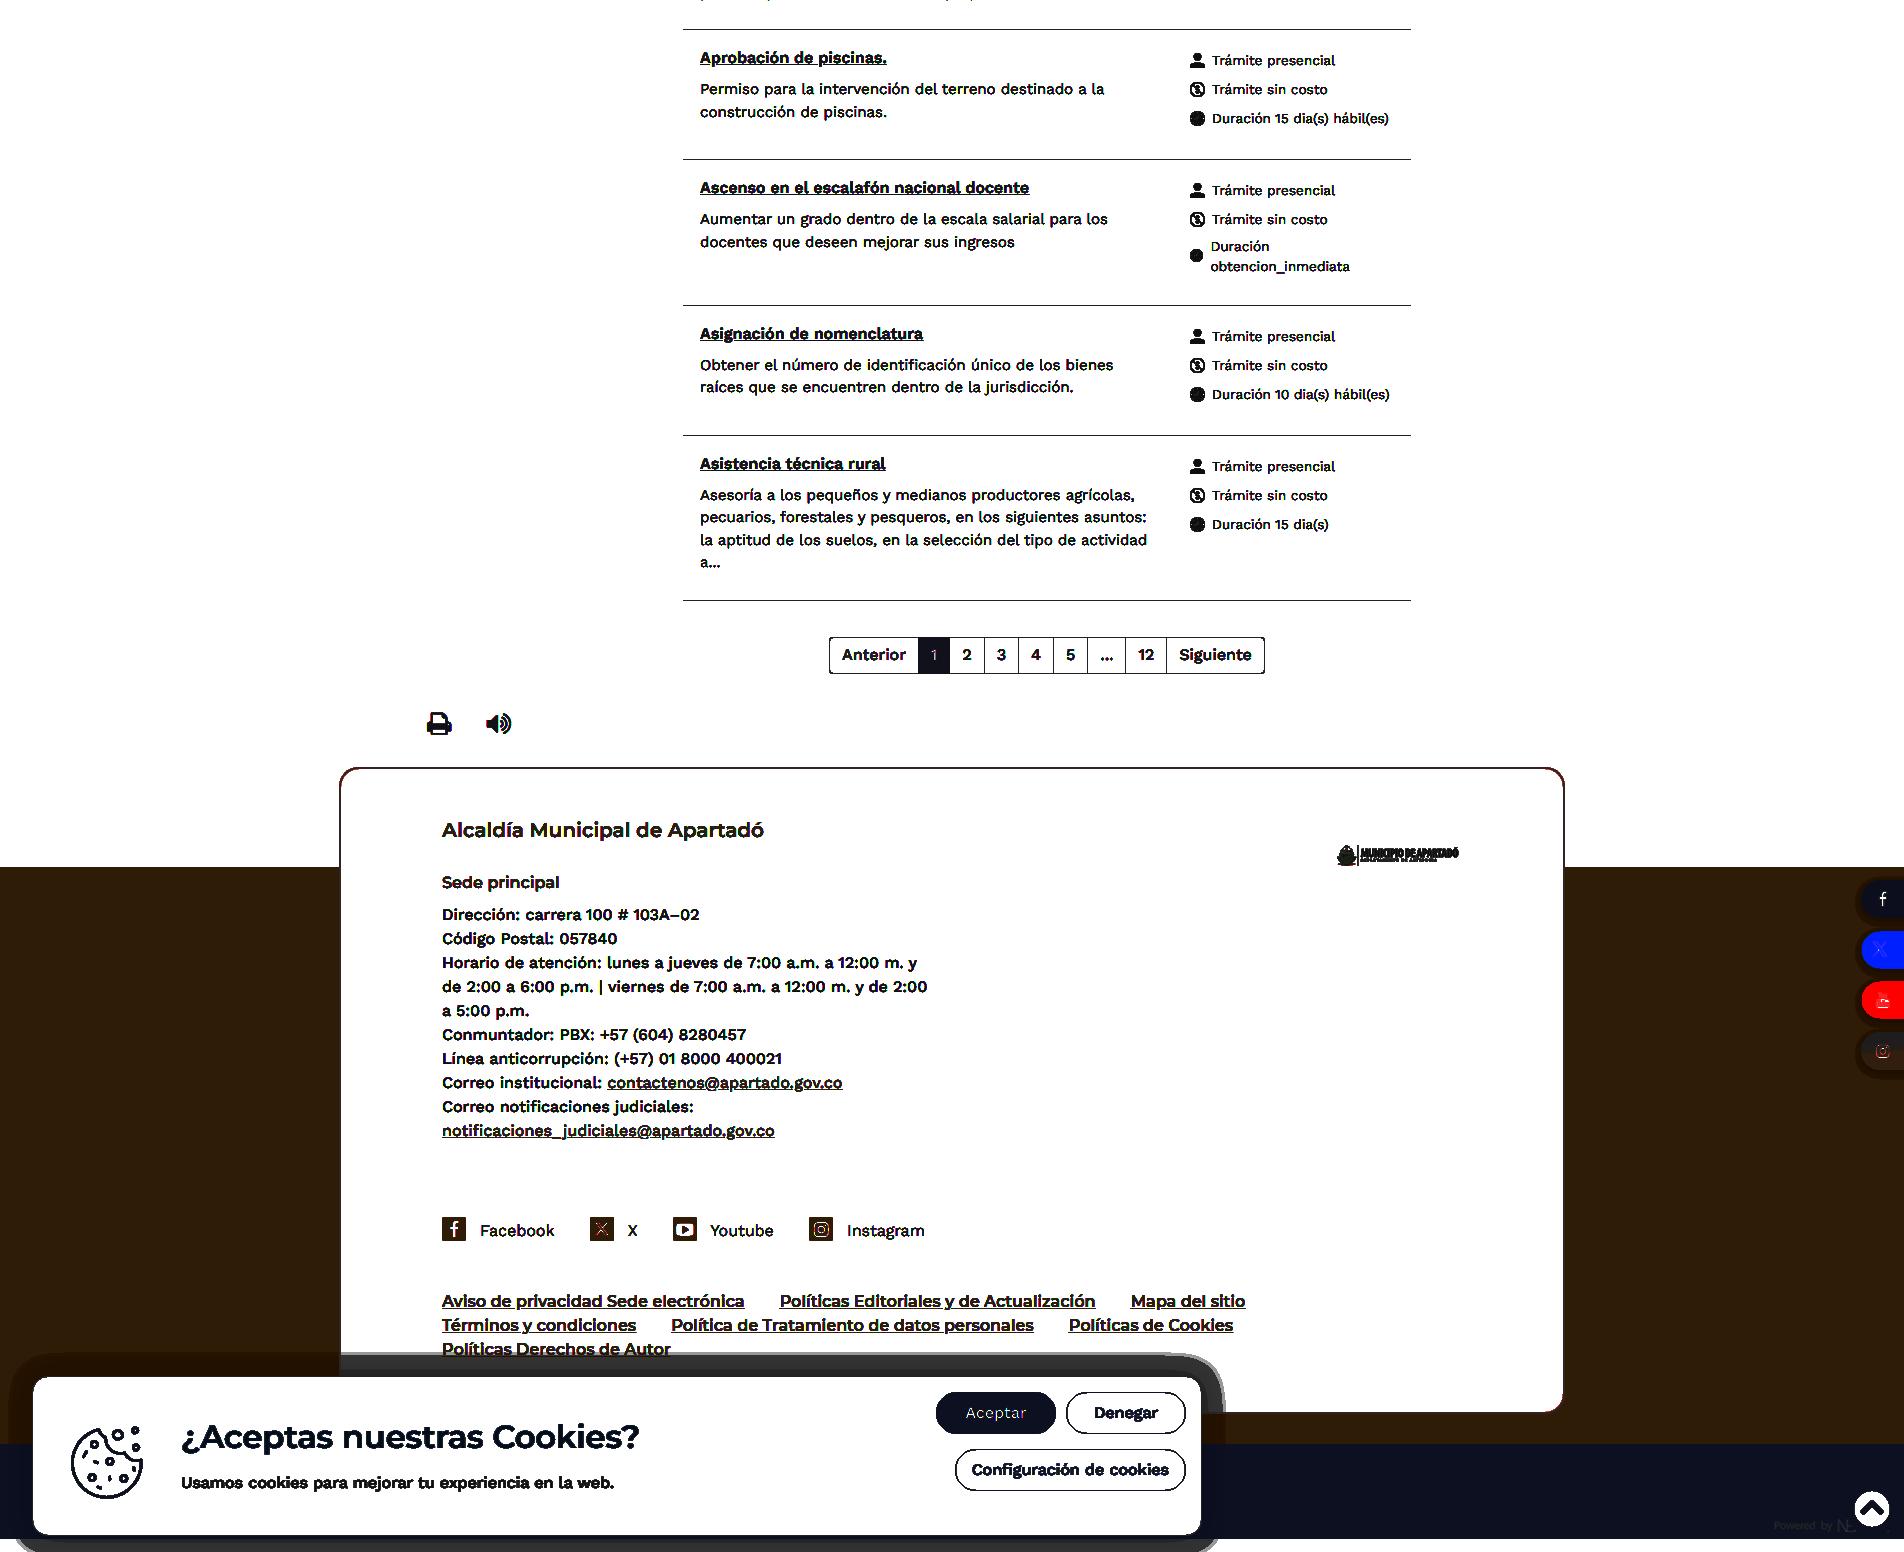 Aprobación de piscinas.
Permiso para la intervención del terreno destinado a la
construcción de piscinas.
Trámite presencial
Trámite sin costo
Duración 15 dia(s) hábil(es)
Ascenso en el escalafón nacional docente
Aumentar un grado dentro de la escala salarial para los
docentes que deseen mejorar sus ingresos
Trámite presencial
Trámite sin costo
Duración
obtencion_inmediata
Asignación de nomenclatura
Obtener el número de identificación único de los bienes
raíces que se encuentren dentro de la jurisdicción.
Trámite presencial
Trámite sin costo
Duración 10 dia(s) hábil(es)
Asistencia técnica rural
Asesoría a los pequeños y medianos productores agrícolas,
pecuarios, forestales y pesqueros, en los siguientes asuntos:
la aptitud de los suelos, en la selección del tipo de actividad
a...
Trámite presencial
Trámite sin costo
Duración 15 dia(s)
Anterior 1 2 3 4 5 ... 12 Siguiente
Alcaldía Municipal de Apartadó
MUNICIPIO DE APARTADÓ
Sede principal
Dirección: carrera 100 # 103A–02
Código Postal: 057840
Horario de atención: lunes a jueves de 7:00 a.m. a 12:00 m. y
de 2:00 a 6:00 p.m. | viernes de 7:00 a.m. a 12:00 m. y de 2:00
a 5:00 p.m.
Conmuntador: PBX: +57 (604) 8280457
Línea anticorrupción: (+57) 01 8000 400021
Correo institucional: contactenos@apartado.gov.co
Correo notificaciones judiciales:
notificaciones_judiciales@apartado.gov.co
Facebook X Youtube Instagram
Aviso de privacidad Sede electrónica Políticas Editoriales y de Actualización Mapa del sitio
Términos y condiciones Política de Tratamiento de datos personales Políticas de Cookies
Políticas Derechos de Autor
¿Aceptas nuestras Cookies?
Usamos cookies para mejorar tu experiencia en la web.
Aceptar Denegar
Configuración de cookies
Powered by